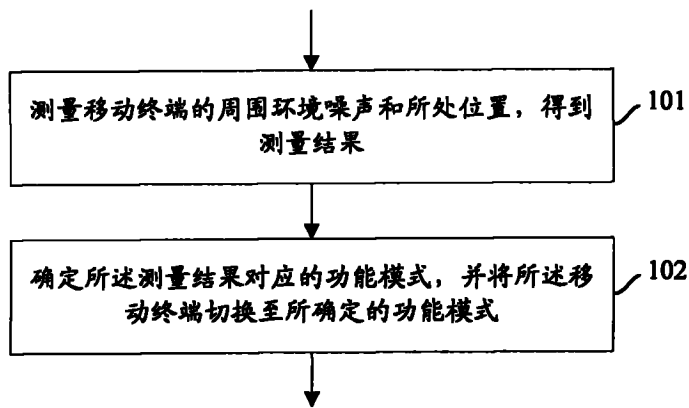 测量移动终端的周围环境噪声和所处位置，得到
测量结果
101
确定所述测量结果对应的功能模式，并将所述移
动终端切换至所确定的功能模式
102